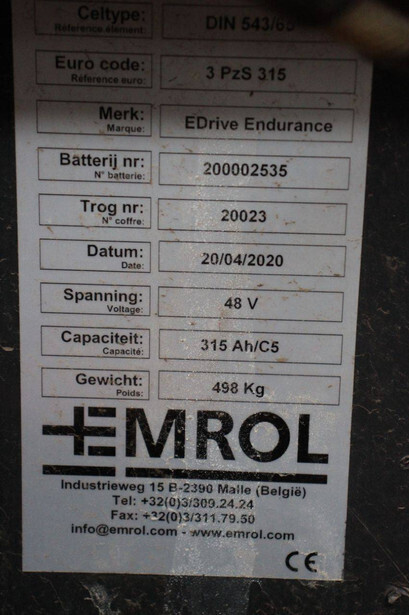 Celtype:
Référence élément:
DIN 543/65
Euro code:
Référence euro:
3 PzS 315
Merk:
Marque:
EDrive Endurance
Batterij nr:
N° batterie:
200002535
Trog nr:
N° coffre:
20023
Datum:
Date:
20/04/2020
Spanning:
Voltage:
48 V
Capaciteit:
Capacité:
315 Ah/C5
Gewicht:
Poids:
498 Kg
EMROL
Industrieweg 15 B-2390 Malle (België)
Tel: +32(0)3/309.24.24
Fax: +32(0)3/311.79.50
info@emrol.com - www.emrol.com
CE